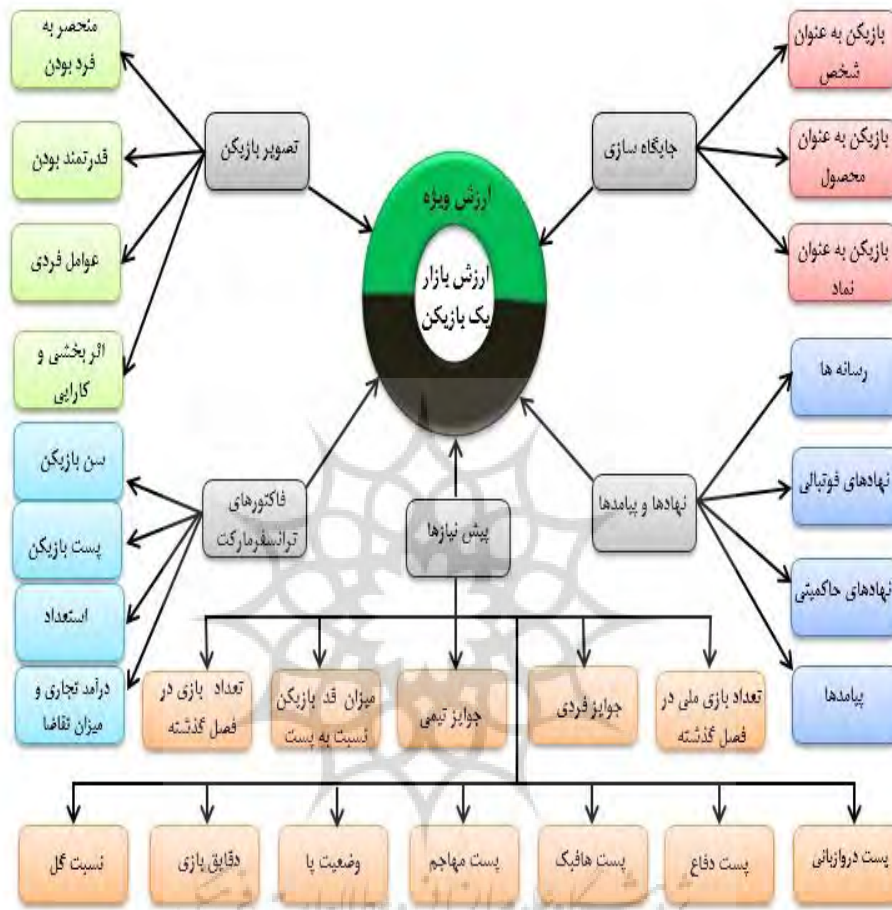 بازیکن به عنوان
شخص
بازیکن به عنوان
محصول
بازیکن به عنوان
نماد
جایگاه سازی
تصویر بازیکن
منحصر به
فرد بودن
قدرتمند بودن
عوامل فردی
اثر بخشی و
کارایی
ارزش ویژه
ارزش بازار
یک بازیکن
رسانه ها
نهادهای فوتبالی
نهادهای حاکمیتی
پیامدها
نهادها و پیامدها
پیش نیازها
فاکتورهای
ترانسفرمارکت
سن بازیکن
پست بازیکن
استعداد
درآمد تجاری و
میزان تقاضا
تعداد بازی ملی در
فصل گذشته
جوایز فردی
جوایز تیمی
میزان قد بازیکن
نسبت به پست
تعداد بازی در
فصل گذشته
پست دروازبانی
پست دفاع
پست هافبک
پست مهاجم
وضعیت پا
دقایق بازی
نسبت گل